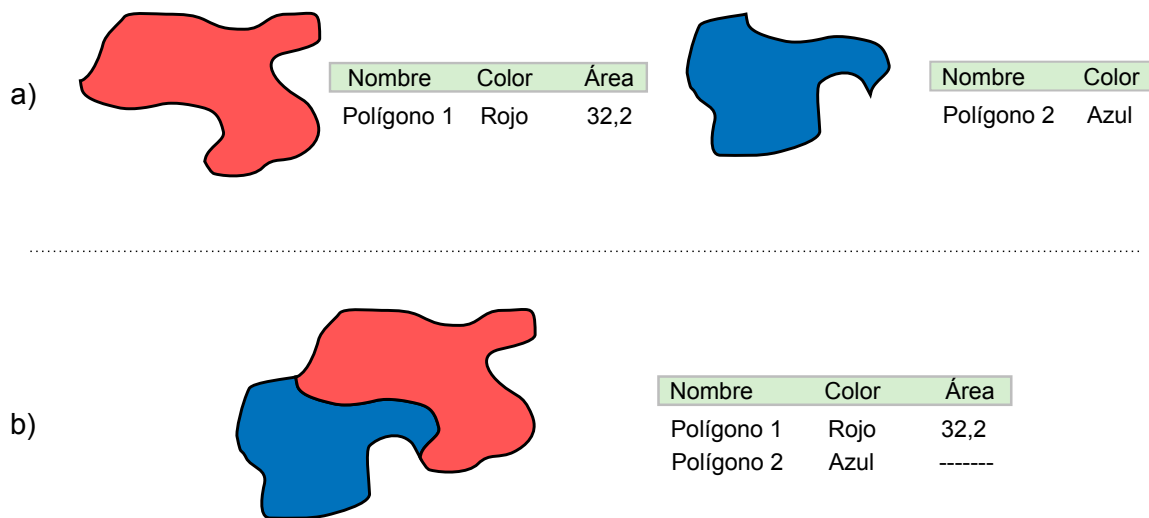 a)
Nombre Color Área
Polígono 1 Rojo 32,2
Nombre Color
Polígono 2 Azul
b)
Nombre Color Área
Polígono 1 Rojo 32,2
Polígono 2 Azul -------